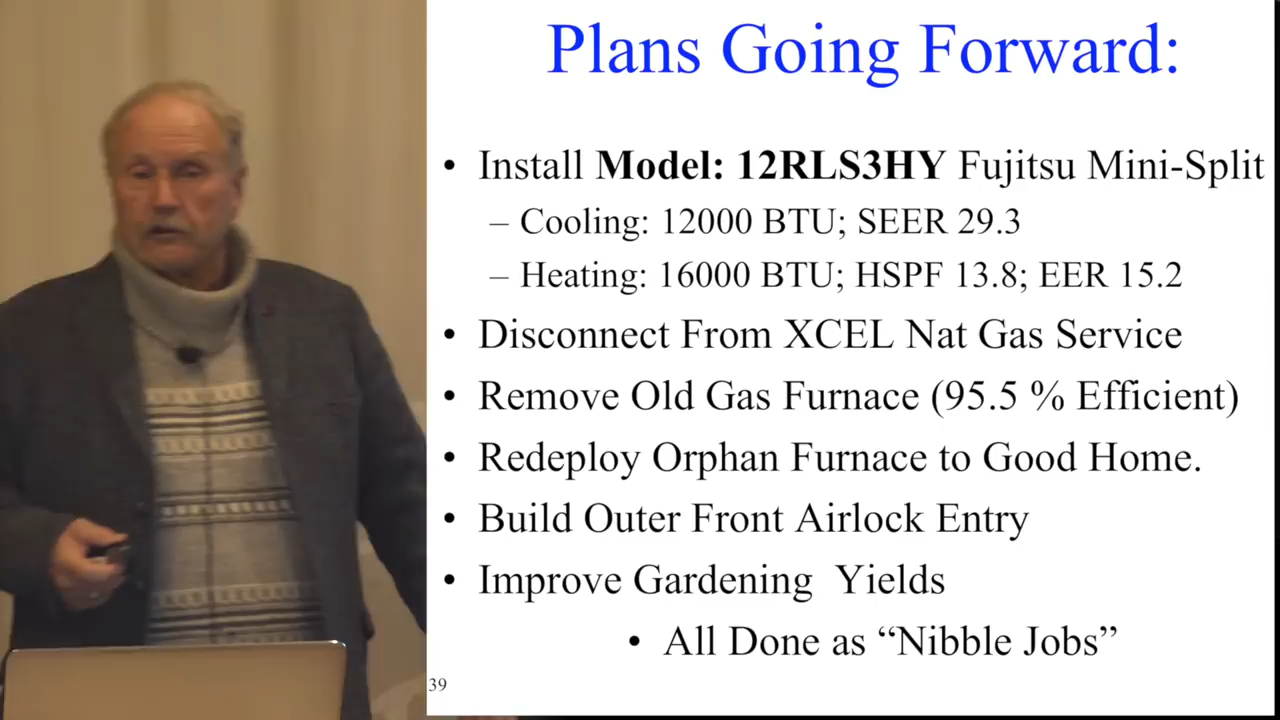 Plans Going Forward:
• Install Model: 12RLS3HY Fujitsu Mini-Split
– Cooling: 12000 BTU; SEER 29.3
– Heating: 16000 BTU; HSPF 13.8; EER 15.2
• Disconnect From XCEL Nat Gas Service
• Remove Old Gas Furnace (95.5 % Efficient)
• Redeploy Orphan Furnace to Good Home.
• Build Outer Front Airlock Entry
• Improve Gardening  Yields
• All Done as “Nibble Jobs”
39